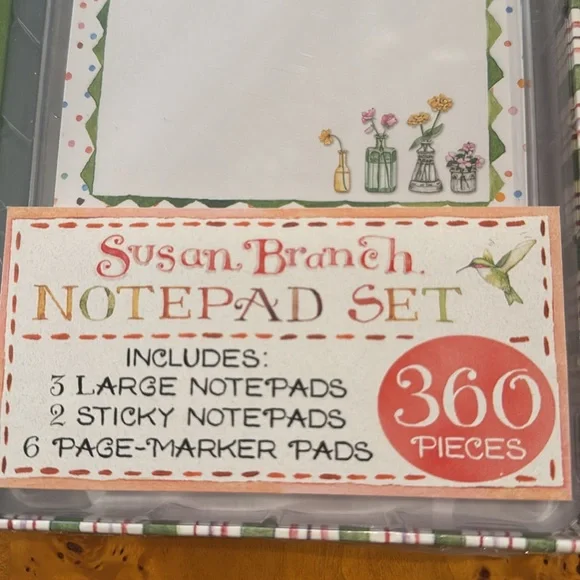 Susan Branch
NOTEPAD SET
INCLUDES:
3 LARGE NOTEPADS
2 STICKY NOTEPADS
6 PAGE-MARKER PADS
360
PIECES